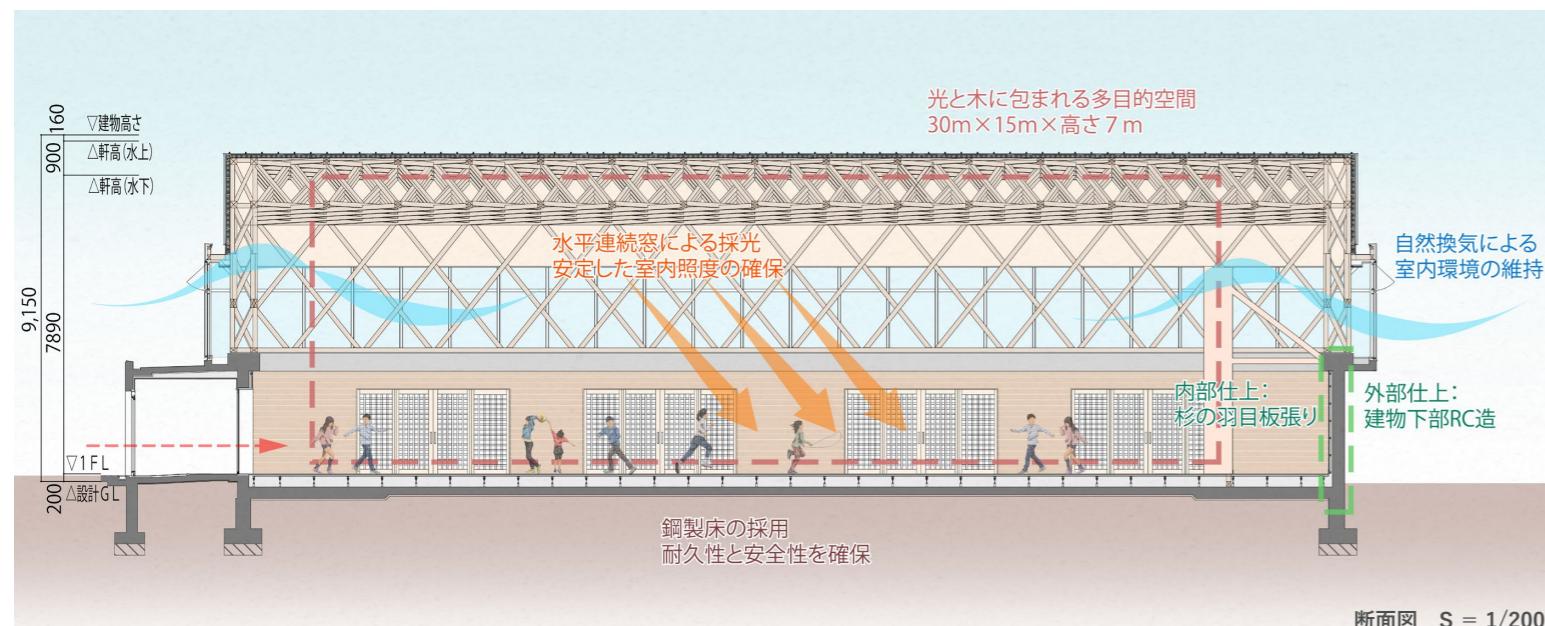 光と木に包まれる多目的空間
30m×15m×高さ7m
160
▽建物高さ
900
△軒高(水上)
△軒高(水下)
水平連続窓による採光
安定した室内照度の確保
自然換気による
室内環境の維持
9,150
7890
内部仕上:
杉の羽目板張り
外部仕上:
建物下部RC造
▽1FL
200
△設計GL
鋼製床の採用
耐久性と安全性を確保
断面図 S = 1/200